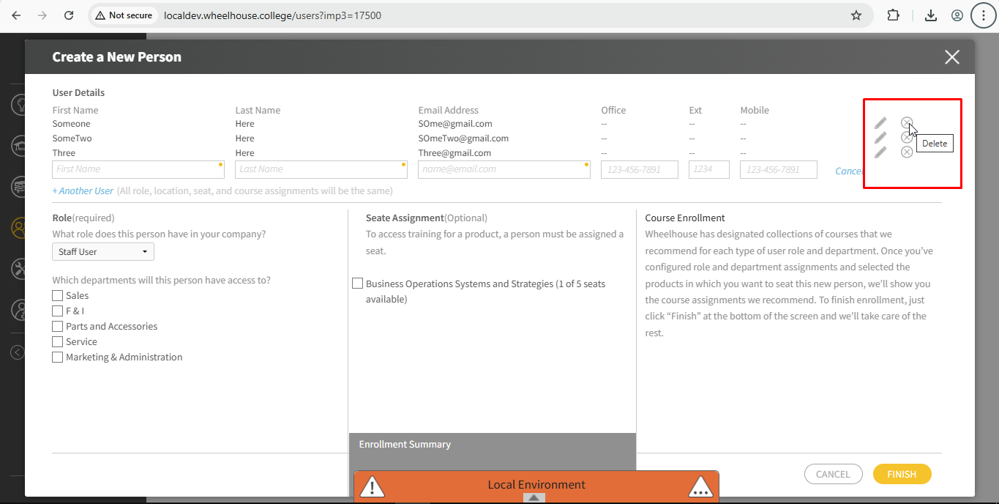 Not secure localdev.wheelhouse.college/users?imp3=17500
Create a New Person
User Details
First Name Last Name Email Address Office Ext Mobile
Someone Here SOme@gmail.com -- -- --
SomeTwo Here SOmeTwo@gmail.com -- -- --
Three Here Three@gmail.com -- -- --
Delete
First Name Last Name name@email.com 123-456-7891 1234 123-456-7891 Cancel
+ Another User (All role, location, seat, and course assignments will be the same)
Role(required)
What role does this person have in your company?
Staff User
Which departments will this person have access to?
Sales
F & I
Parts and Accessories
Service
Marketing & Administration
Seate Assignment(Optional)
To access training for a product, a person must be assigned a
seat.
Business Operations Systems and Strategies (1 of 5 seats
available)
Course Enrollment
Wheelhouse has designated collections of courses that we
recommend for each type of user role and department. Once you’ve
configured role and department assignments and selected the
products in which you want to seat this new person, we’ll show you
the course assignments we recommend. To finish enrollment, just
click “Finish” at the bottom of the screen and we’ll take care of the
rest.
Enrollment Summary
CANCEL FINISH
Local Environment